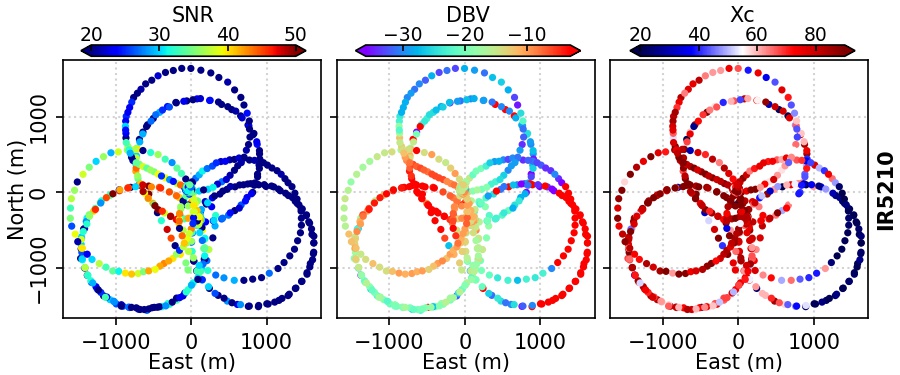 SNR DBV Xc
20 30 40 50 −30 −20 −10 20 40 60 80
North (m)
1000
0
−1000
IR5210
−1000 0 1000 −1000 0 1000 −1000 0 1000
East (m) East (m) East (m)